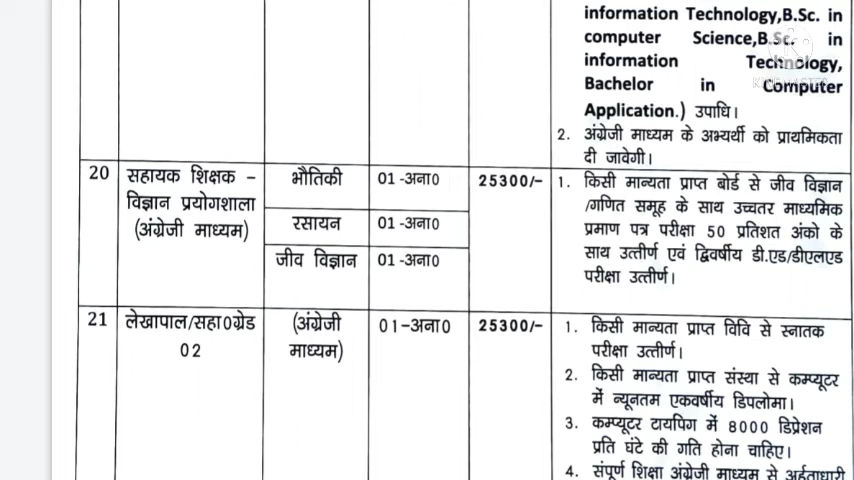 information Technology,B.Sc. in
computer Science,B.Sc. in
information Technology,
Bachelor in Computer
Application.) उपाधि।
2. अंग्रेजी माध्यम के अभ्यर्थी को प्राथमिकता
दी जावेगी।
20 सहायक शिक्षक – भौतिकी 01 -अना0 25300/- 1. किसी मान्यता प्राप्त बोर्ड से जीव विज्ञान
विज्ञान प्रयोगशाला /गणित समूह के साथ उच्चतर माध्यमिक
(अंग्रेजी माध्यम) रसायन 01 -अना0 प्रमाण पत्र परीक्षा 50 प्रतिशत अंको के
जीव विज्ञान 01 -अना0 साथ उत्तीर्ण एवं द्विवर्षीय डी.एड/डीएलएड
परीक्षा उत्तीर्ण।
21 लेखापाल/सहा0ग्रेड (अंग्रेजी 01-अना0 25300/- 1. किसी मान्यता प्राप्त विवि से स्नातक
02 माध्यम) परीक्षा उत्तीर्ण।
2. किसी मान्यता प्राप्त संस्था से कम्प्यूटर
में न्यूनतम एकवर्षीय डिपलोमा।
3. कम्प्यूटर टायपिग में 8000 डिप्रेशन
प्रति घंटे की गति होना चाहिए।
4. संपूर्ण शिक्षा अंग्रेजी माध्यम से अर्हताधारी